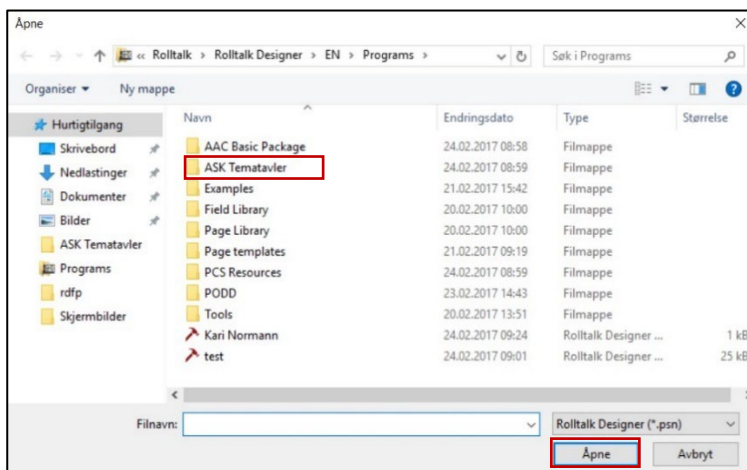 Åpne
« Rolltalk > Rolltalk Designer > EN > Programs >
Søk i Programs
Organiser
Ny mappe
Navn Endringsdato Type Størrelse
Hurtigtilgang
Skrivebord
Nedlastinger
Dokumenter
Bilder
ASK Tematavler
Programs
rdfp
Skjermbilder
AAC Basic Package 24.02.2017 08:58 Filmappe
ASK Tematavler 24.02.2017 08:59 Filmappe
Examples 21.02.2017 15:42 Filmappe
Field Library 20.02.2017 10:00 Filmappe
Page Library 20.02.2017 10:00 Filmappe
Page templates 21.02.2017 09:19 Filmappe
PCS Resources 24.02.2017 08:59 Filmappe
PODD 23.02.2017 14:43 Filmappe
Tools 20.02.2017 13:51 Filmappe
Kari Normann 24.02.2017 09:24 Rolltalk Designer ... 1 kB
test 24.02.2017 09:01 Rolltalk Designer ... 25 kB
Filnavn:
Rolltalk Designer (*.psn)
Åpne
Avbryt